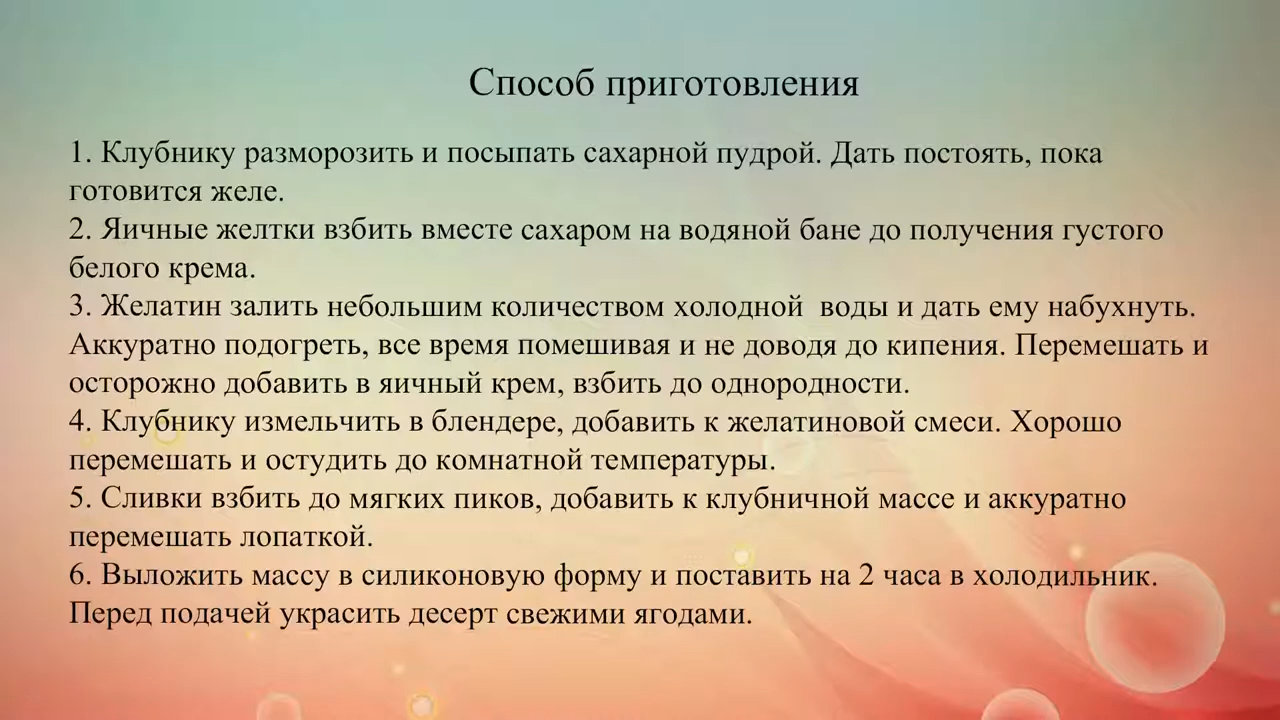 Способ приготовления
1. Клубнику разморозить и посыпать сахарной пудрой. Дать постоять, пока
готовится желе.
2. Яичные желтки взбить вместе сахаром на водяной бане до получения густого
белого крема.
3. Желатин залить небольшим количеством холодной  воды и дать ему набухнуть.
Аккуратно подогреть, все время помешивая и не доводя до кипения. Перемешать и
осторожно добавить в яичный крем, взбить до однородности.
4. Клубнику измельчить в блендере, добавить к желатиновой смеси. Хорошо
перемешать и остудить до комнатной температуры.
5. Сливки взбить до мягких пиков, добавить к клубничной массе и аккуратно
перемешать лопаткой.
6. Выложить массу в силиконовую форму и поставить на 2 часа в холодильник.
Перед подачей украсить десерт свежими ягодами.